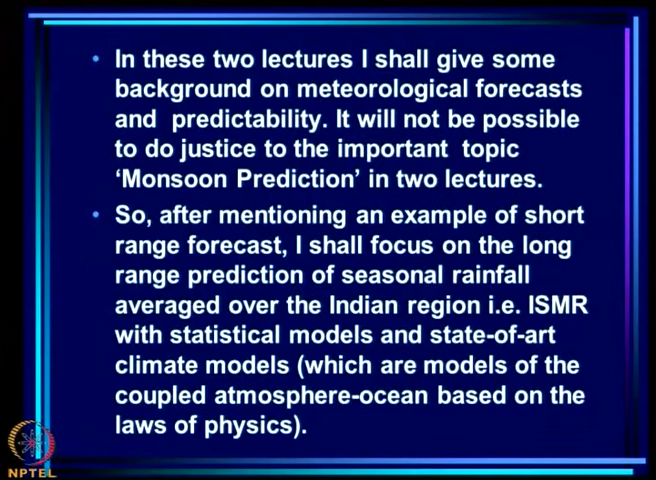 • In these two lectures I shall give some
background on meteorological forecasts
and predictability. It will not be possible
to do justice to the important topic
‘Monsoon Prediction’ in two lectures.
• So, after mentioning an example of short
range forecast, I shall focus on the long
range prediction of seasonal rainfall
averaged over the Indian region i.e. ISMR
with statistical models and state-of-art
climate models (which are models of the
coupled atmosphere-ocean based on the
laws of physics).
NPTEL